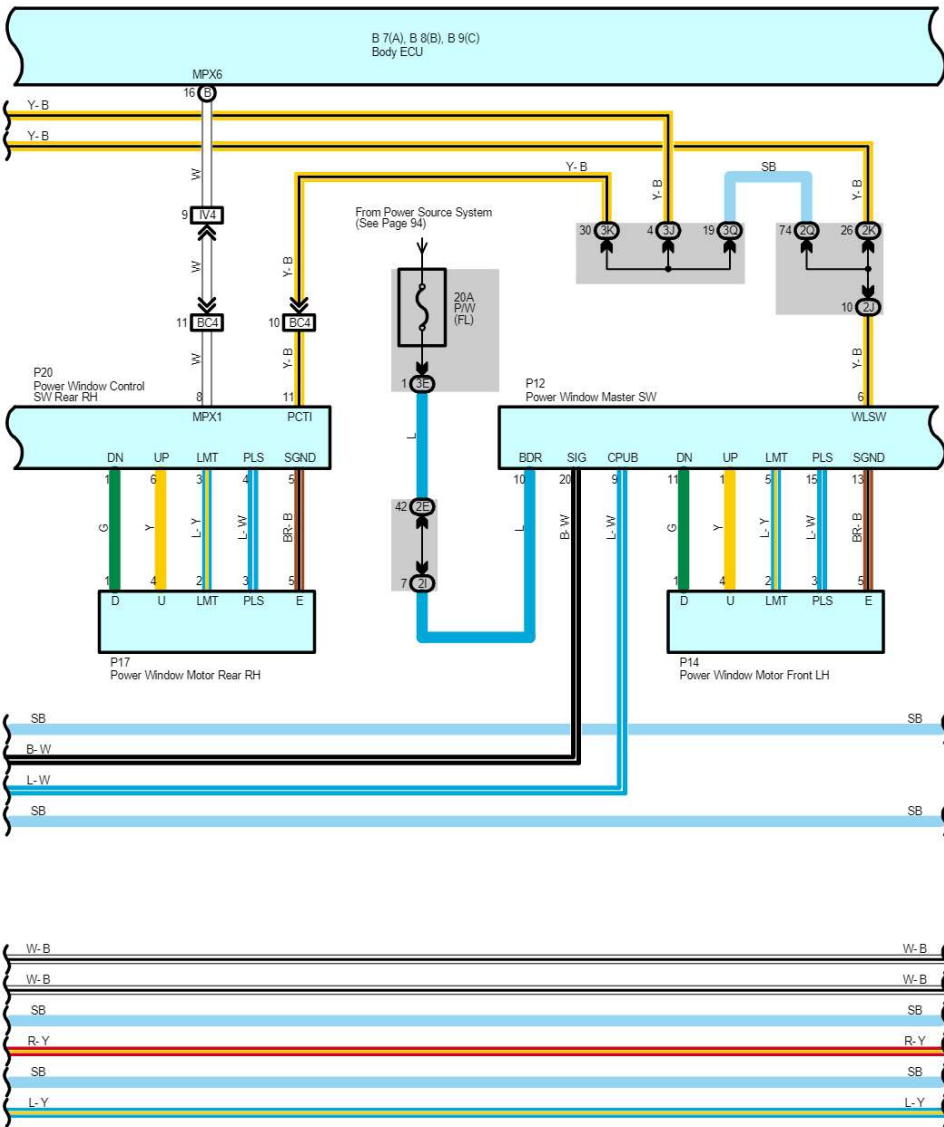 B 7(A), B 8(B), B 9(C)
Body ECU
MPX6
16 B
Y- B
Y- B
W
Y- B
Y- B
SB
Y- B
From Power Source System
(See Page 94)
9 IV4
30 3K
4 3J
19 3Q
74 2Q
26 2K
W
Y- B
20A
P/W
(FL)
10 2J
11 BC4
10 BC4
W
Y- B
Y- B
1 3E
P20
Power Window Control
SW Rear RH
P12
Power Window Master SW
8
11
6
MPX1
PCTI
WLSW
L
DN
UP
LMT
PLS
SGND
BDR
SIG
CPUB
DN
UP
LMT
PLS
SGND
1
6
3
4
5
10
20
9
11
1
5
15
13
42 2E
G
Y
L- Y
L- W
BR- B
L
B- W
L- W
G
Y
L- Y
L- W
BR- B
1
4
2
3
5
7 2I
1
4
2
3
5
D
U
LMT
PLS
E
D
U
LMT
PLS
E
P17
Power Window Motor Rear RH
P14
Power Window Motor Front LH
SB
SB
B- W
L- W
SB
SB
W- B
W- B
W- B
W- B
SB
SB
R- Y
R- Y
SB
SB
L- Y
L- Y